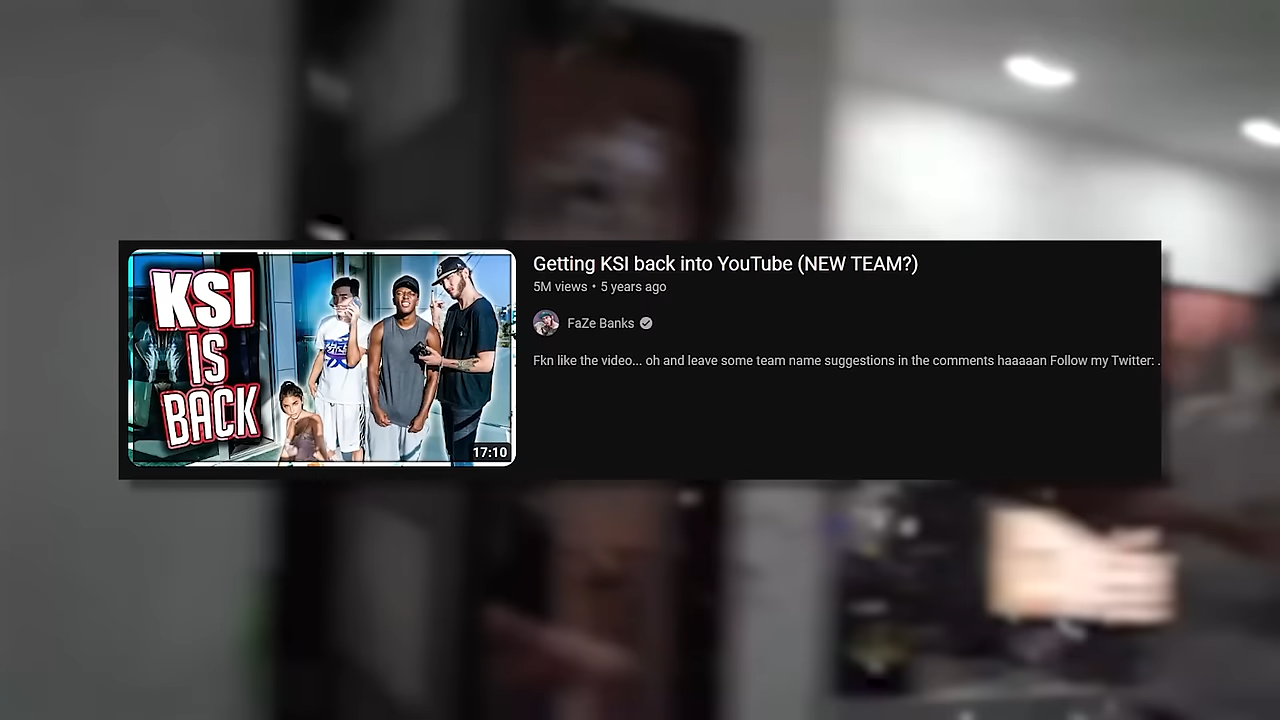 KSI
IS
BACK
17:10
Getting KSI back into YouTube (NEW TEAM?)
5M views • 5 years ago
FaZe Banks
Fkn like the video... oh and leave some team name suggestions in the comments haaaaan Follow my Twitter: .